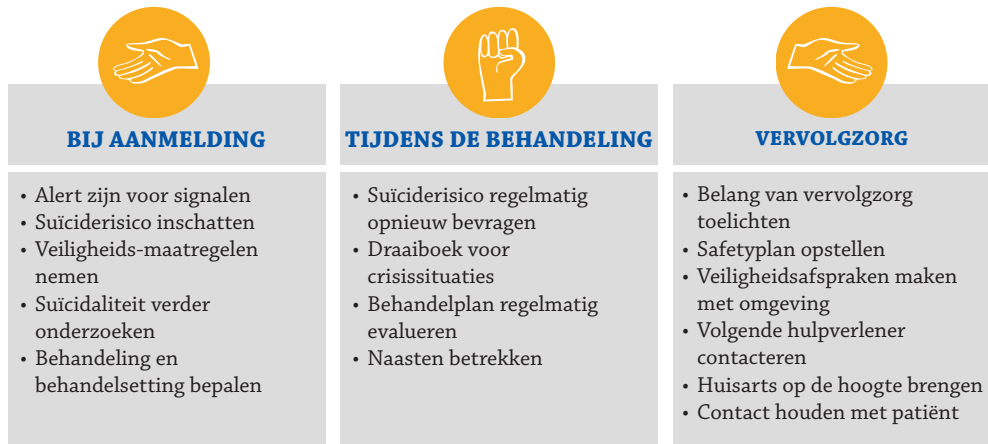 BIJ AANMELDING
• Alert zijn voor signalen
• Suïciderisico inschatten
• Veiligheids-maatregelen
nemen
• Suïcidaliteit verder
onderzoeken
• Behandeling en
behandelsetting bepalen
TIJDENS DE BEHANDELING
• Suïciderisico regelmatig
opnieuw bevragen
• Draaiboek voor
crisissituaties
• Behandelplan regelmatig
evalueren
• Naasten betrekken
VERVOLGZORG
• Belang van vervolgzorg
toelichten
• Safetyplan opstellen
• Veiligheidsafspraken maken
met omgeving
• Volgende hulpverlener
contacteren
• Huisarts op de hoogte brengen
• Contact houden met patiënt